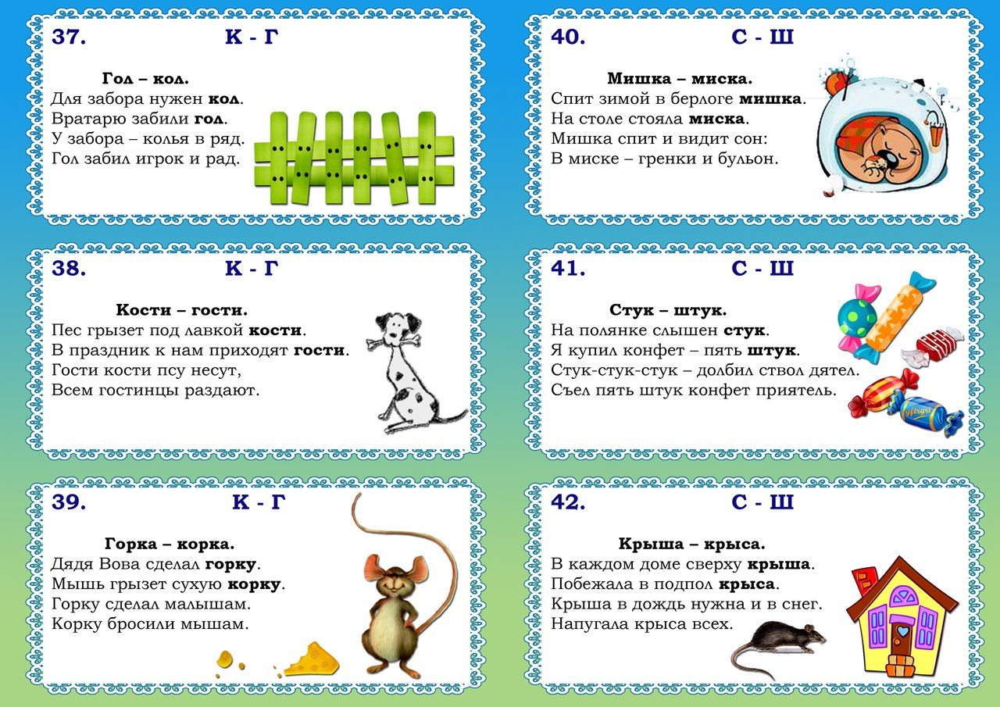 37. К - Г
Гол – кол.
Для забора нужен кол.
Вратарю забили гол.
У забора – колья в ряд.
Гол забил игрок и рад.
38. К - Г
Кости – гости.
Пес грызет под лавкой кости.
В праздник к нам приходят гости.
Гости кости псу несут,
Всем гостинцы раздают.
39. К - Г
Горка – корка.
Дядя Вова сделал горку.
Мышь грызет сухую корку.
Горку сделал малышам.
Корку бросили мышам.
40. С - Ш
Мишка – миска.
Спит зимой в берлоге мишка.
На столе стояла миска.
Мишка спит и видит сон:
В миске – гренки и бульон.
41. С - Ш
Стук – штук.
На полянке слышен стук.
Я купил конфет – пять штук.
Стук-стук-стук – долбил ствол дятел.
Съел пять штук конфет приятель.
42. С - Ш
Крыша – крыса.
В каждом доме сверху крыша.
Побежала в подпол крыса.
Крыша в дождь нужна и в снег.
Напугала крыса всех.